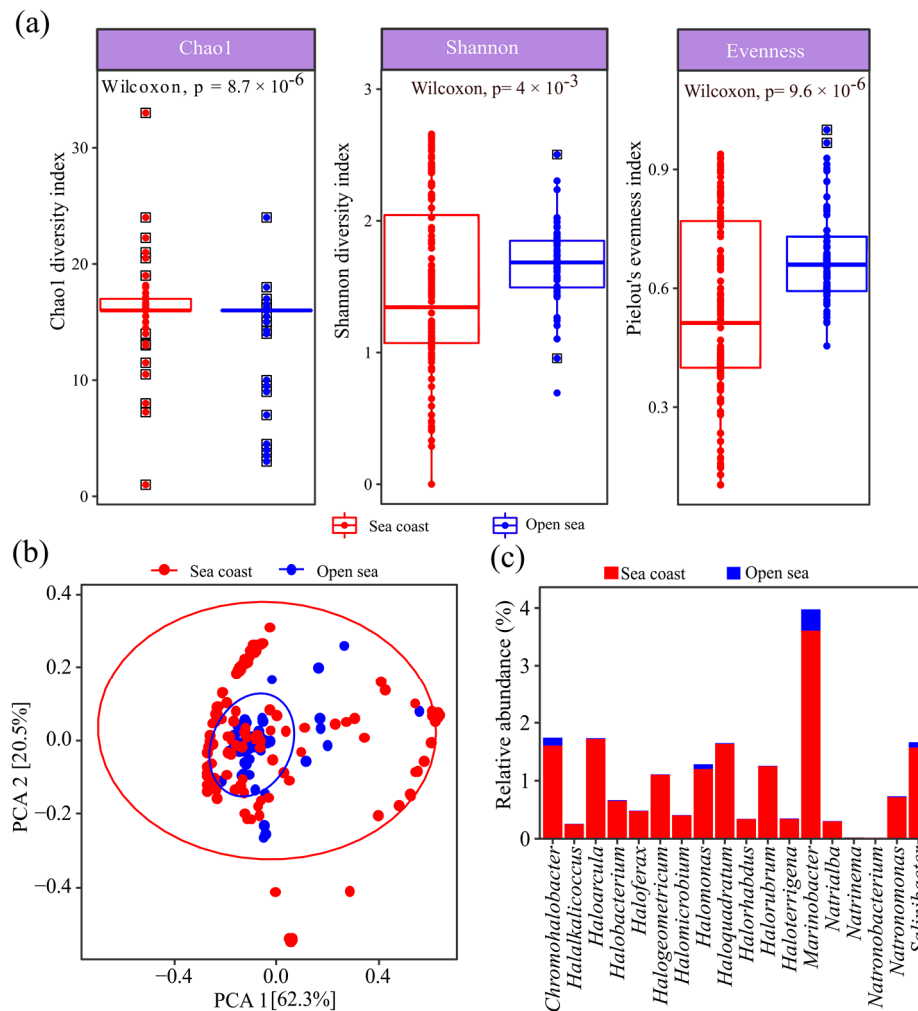 (a)
Chao1
Shannon
Evenness
Wilcoxon, p = 8.7 × 10-6
Wilcoxon, p= 4 × 10-3
Wilcoxon, p= 9.6 × 10-6
Chao1 diversity index
30
20
10
0
Shannon diversity index
3
2
1
0
Pielou's evenness index
0.9
0.6
0.3
Sea coast
Open sea
(b)
Sea coast
Open sea
PCA 2 [20.5%]
0.4
0.2
0.0
−0.2
−0.4
−0.4
0.0
0.4
PCA 1[62.3%]
(c)
Sea coast
Open sea
Relative abundance (%)
4
3
2
1
0
Chromohalobacter
Halalkalicoccus
Haloarcula
Halobacterium
Haloferax
Halogeometricum
Halomicrobium
Halomonas
Haloquadratum
Halorhabdus
Halorubrum
Haloterrigena
Marinobacter
Natrialba
Natrinema
Natronobacterium
Natronomonas